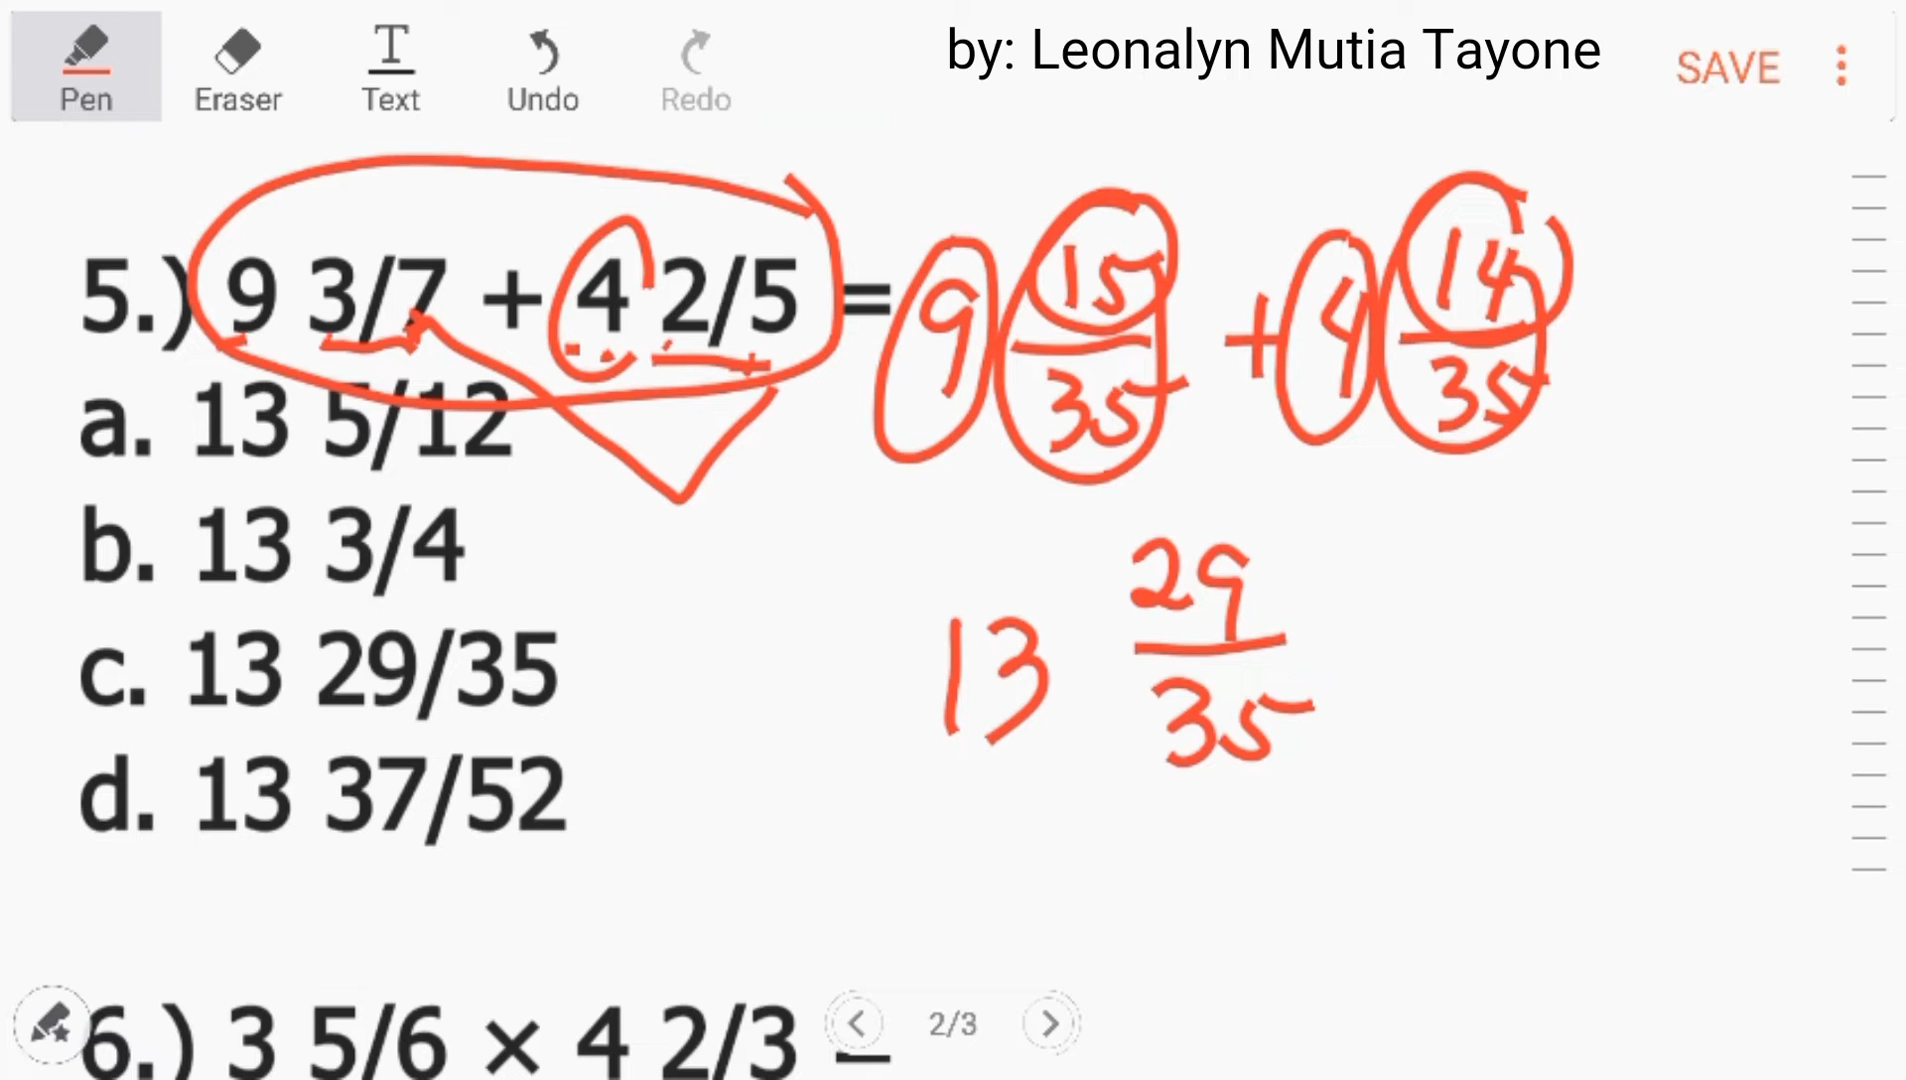 Pen Eraser Text Undo Redo by: Leonalyn Mutia Tayone SAVE
5.) 9 3/7 + 4 2/5 = 9 15/35 + 4 14/35
a. 13 5/12
b. 13 3/4
c. 13 29/35
d. 13 37/52
13 29/35
6.) 3 5/6 × 4 2/3 =
2/3